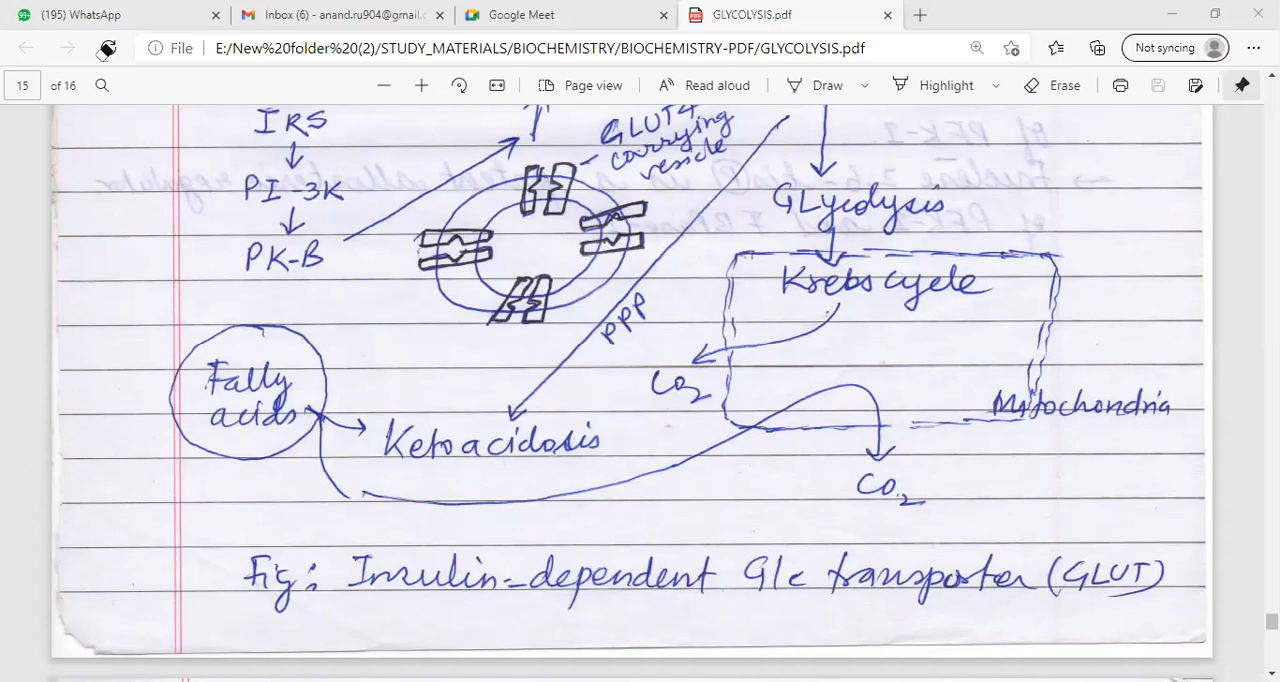 (195) WhatsApp
Inbox (6) - anand.ru904@gmail.c
Google Meet
GLYCOLYSIS.pdf
File
E:/New%20folder%20(2)/STUDY_MATERIALS/BIOCHEMISTRY/BIOCHEMISTRY-PDF/GLYCOLYSIS.pdf
Not syncing
15 of 16
Page view
Read aloud
Draw
Highlight
Erase
IRS
PI-3K
PK-B
GLUT4
carrying
vesicle
GLycolysis
Krebs cycle
CO2
Mitochondria
PPP
Fally
acids
Ketoacidosis
CO2
Fig: Insulin-dependent Glc transporter (GLUT)